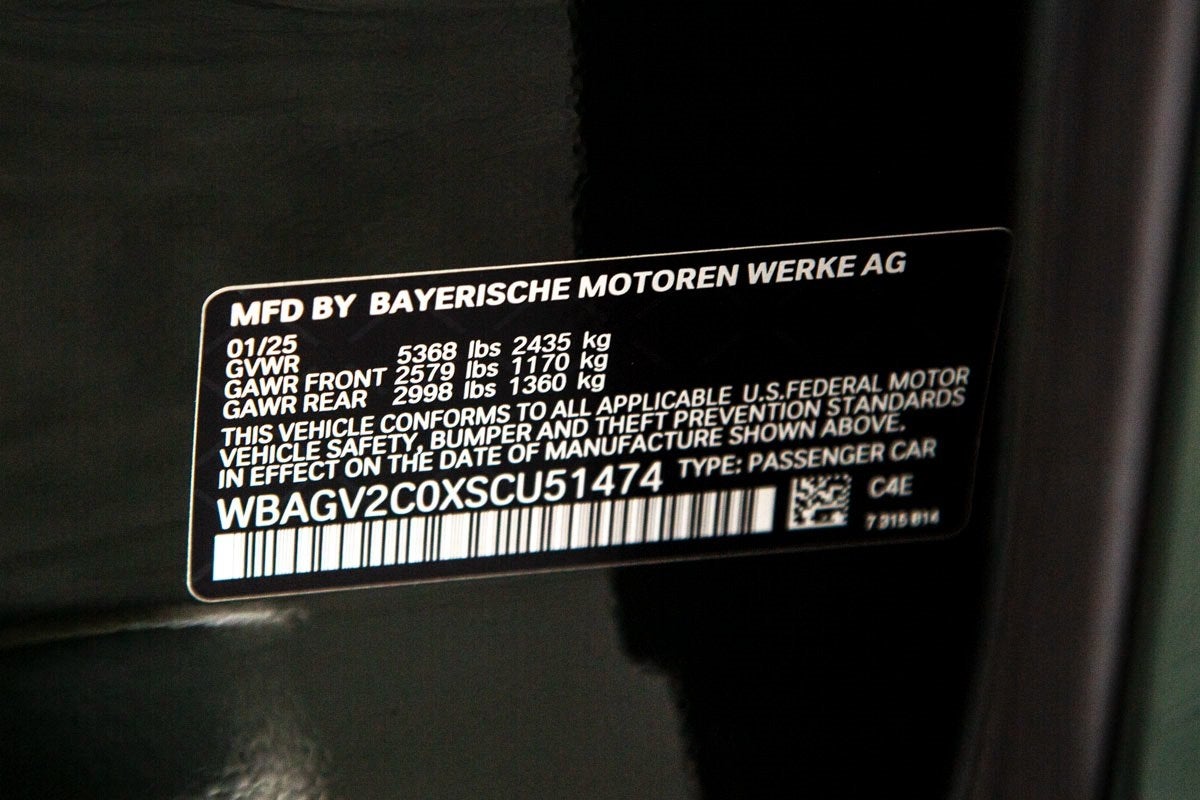 MFD BY BAYERISCHE MOTOREN WERKE AG
01/25
GVWR 5368 lbs 2435 kg
GAWR FRONT 2579 lbs 1170 kg
GAWR REAR 2998 lbs 1360 kg
THIS VEHICLE CONFORMS TO ALL APPLICABLE U.S.FEDERAL MOTOR
VEHICLE SAFETY, BUMPER AND THEFT PREVENTION STANDARDS
IN EFFECT ON THE DATE OF MANUFACTURE SHOWN ABOVE.
WBAGV2C0XSCU51474 TYPE: PASSENGER CAR
C4E
7 315 814